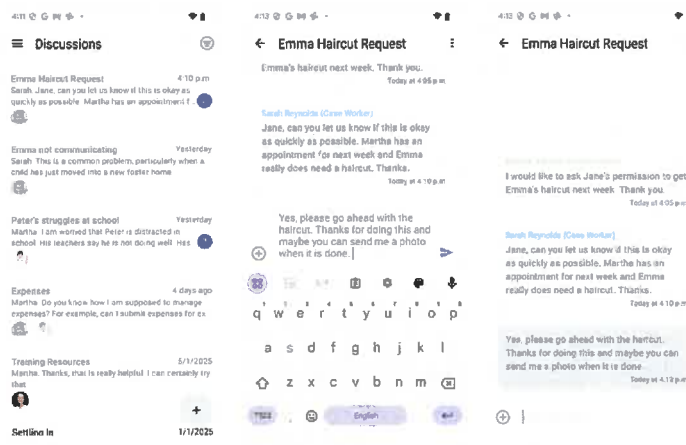 4:11
Discussions
Emma Haircut Request 4:10 p.m
Sarah. Jane, can you let us know if this is okay as
quickly as possible. Martha has an appointment f..
Emma not communicating Yesterday
Sarah. This is a common problem, particularly when a
child has just moved into a new foster home
Peter's struggles at school Yesterday
Martha. I am worried that Peter is distracted in
school. His teachers say he is not doing well. Has
Expenses 4 days ago
Martha. Do you know how I am supposed to manage
expenses? For example, can I submit expenses for ex
Training Resources 5/1/2025
Martha. Thanks, that is really helpful. I can certainly try
that
Settling in 1/1/2025
4:13
Emma Haircut Request
Emma's haircut next week. Thank you.
Today at 4:05 p.m
Sarah Reynolds (Case Worker)
Jane, can you let us know if this is okay
as quickly as possible. Martha has an
appointment for next week and Emma
really does need a haircut. Thanks.
Today at 4:10 p.m
Yes, please go ahead with the
haircut. Thanks for doing this and
maybe you can send me a photo
when it is done.
q w e r t y u i o p
a s d f g h j k l
z x c v b n m
English
4:13
Emma Haircut Request
I would like to ask Jane's permission to get
Emma's haircut next week. Thank you.
Today at 4:05 p.m
Sarah Reynolds (Case Worker)
Jane, can you let us know if this is okay
as quickly as possible. Martha has an
appointment for next week and Emma
really does need a haircut. Thanks.
Today at 4:10 p.m
Yes, please go ahead with the haircut.
Thanks for doing this and maybe you can
send me a photo when it is done
Today at 4:13 p.m